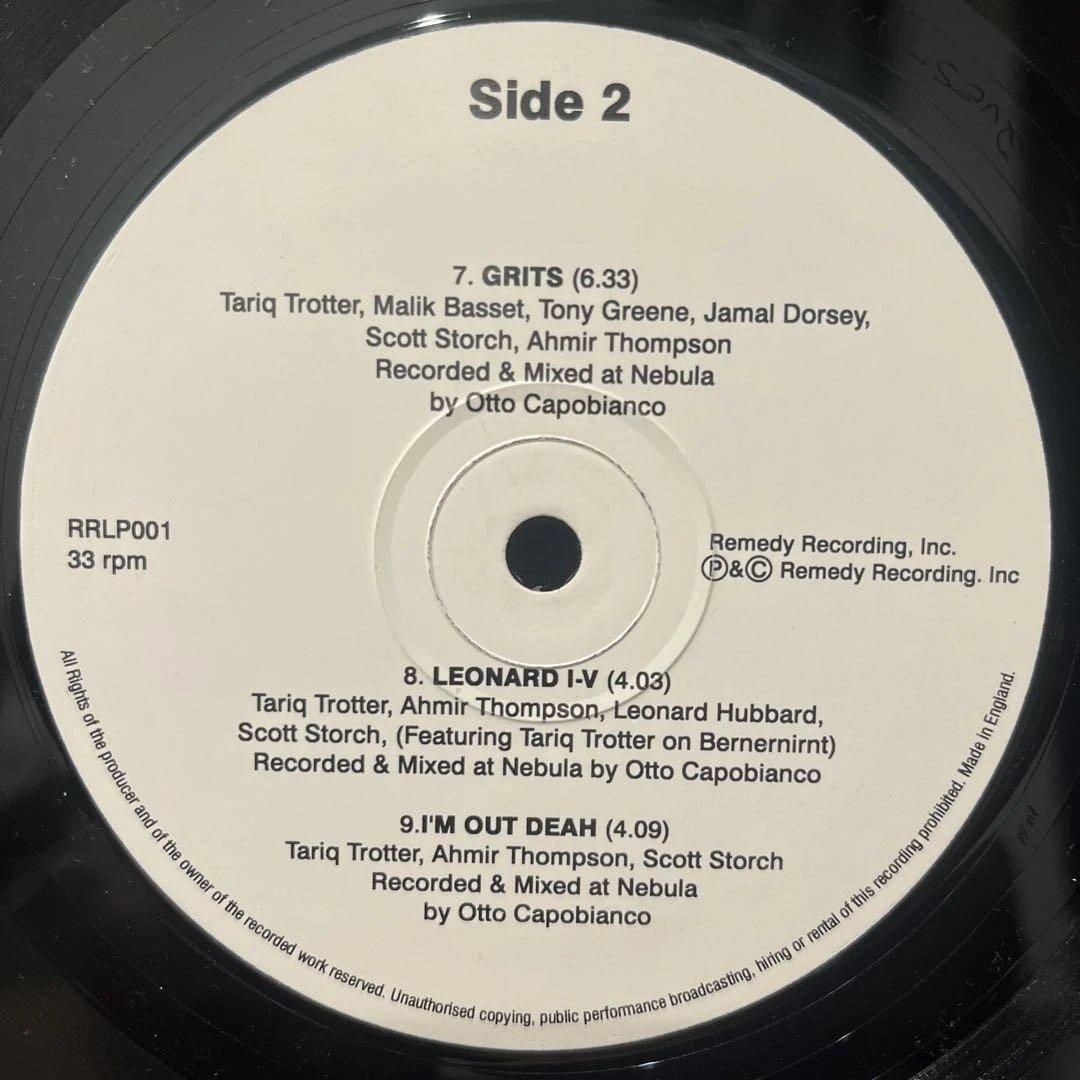 Side 2
7. GRITS (6.33)
Tariq Trotter, Malik Basset, Tony Greene, Jamal Dorsey,
Scott Storch, Ahmir Thompson
Recorded & Mixed at Nebula
by Otto Capobianco
RRLP001
33 rpm
Remedy Recording, Inc.
Ⓟ&© Remedy Recording. Inc
8. LEONARD I-V (4.03)
Tariq Trotter, Ahmir Thompson, Leonard Hubbard,
Scott Storch, (Featuring Tariq Trotter on Bernernirnt)
Recorded & Mixed at Nebula by Otto Capobianco
9.I'M OUT DEAH (4.09)
Tariq Trotter, Ahmir Thompson, Scott Storch
Recorded & Mixed at Nebula
by Otto Capobianco
All Rights of the producer and of the owner of the recorded work reserved. Unauthorised copying, public performance broadcasting, hiring or rental of this recording prohibited. Made in England.